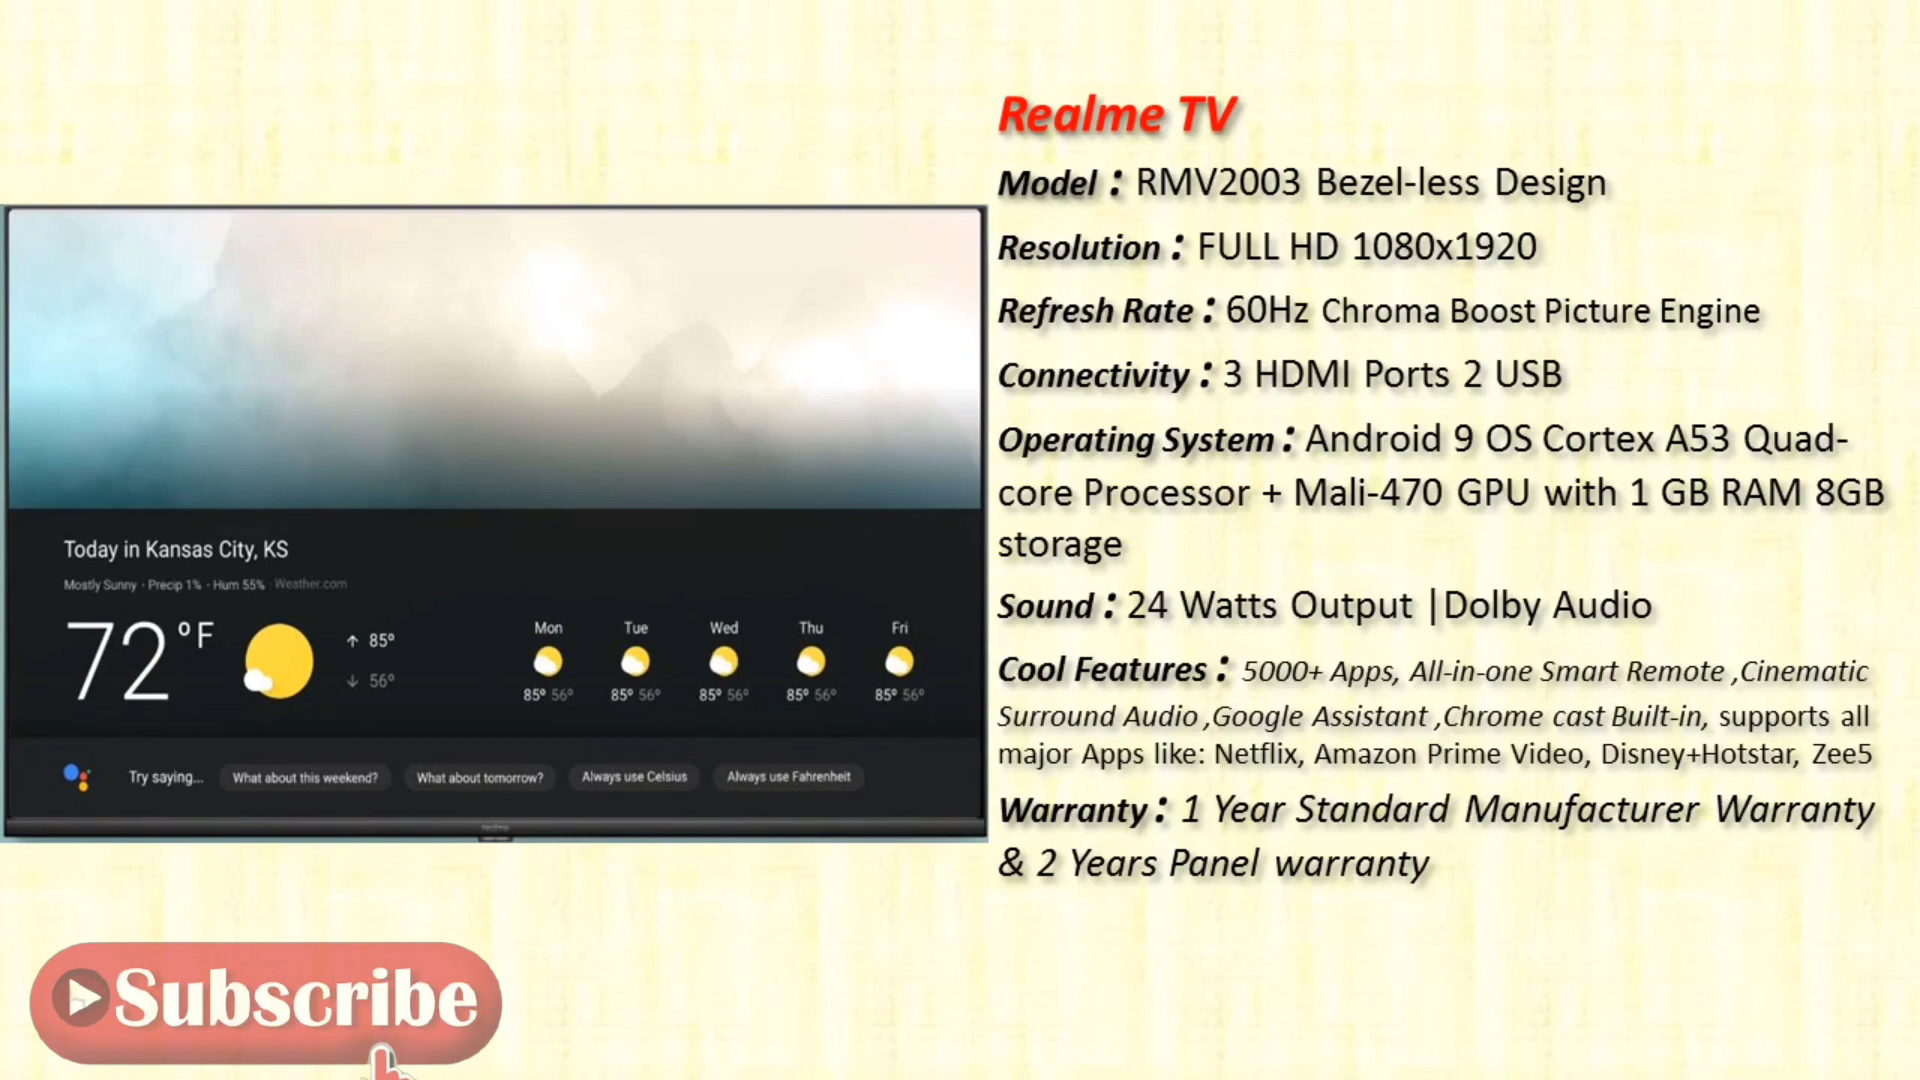 Realme TV
Model : RMV2003 Bezel-less Design
Resolution : FULL HD 1080x1920
Refresh Rate : 60Hz Chroma Boost Picture Engine
Connectivity : 3 HDMI Ports 2 USB
Operating System : Android 9 OS Cortex A53 Quad-
core Processor + Mali-470 GPU with 1 GB RAM 8GB
storage
Sound : 24 Watts Output |Dolby Audio
Cool Features : 5000+ Apps, All-in-one Smart Remote ,Cinematic
Surround Audio ,Google Assistant ,Chrome cast Built-in, supports all
major Apps like: Netflix, Amazon Prime Video, Disney+Hotstar, Zee5
Warranty : 1 Year Standard Manufacturer Warranty
& 2 Years Panel warranty
Today in Kansas City, KS
Mostly Sunny · Precip 1% · Hum 55% · Weather.com
72 °F
↑ 85°
↓ 56°
Mon Tue Wed Thu Fri
85° 56° 85° 56° 85° 56° 85° 56° 85° 56°
Try saying... What about this weekend? What about tomorrow? Always use Celsius Always use Fahrenheit
realme
Subscribe